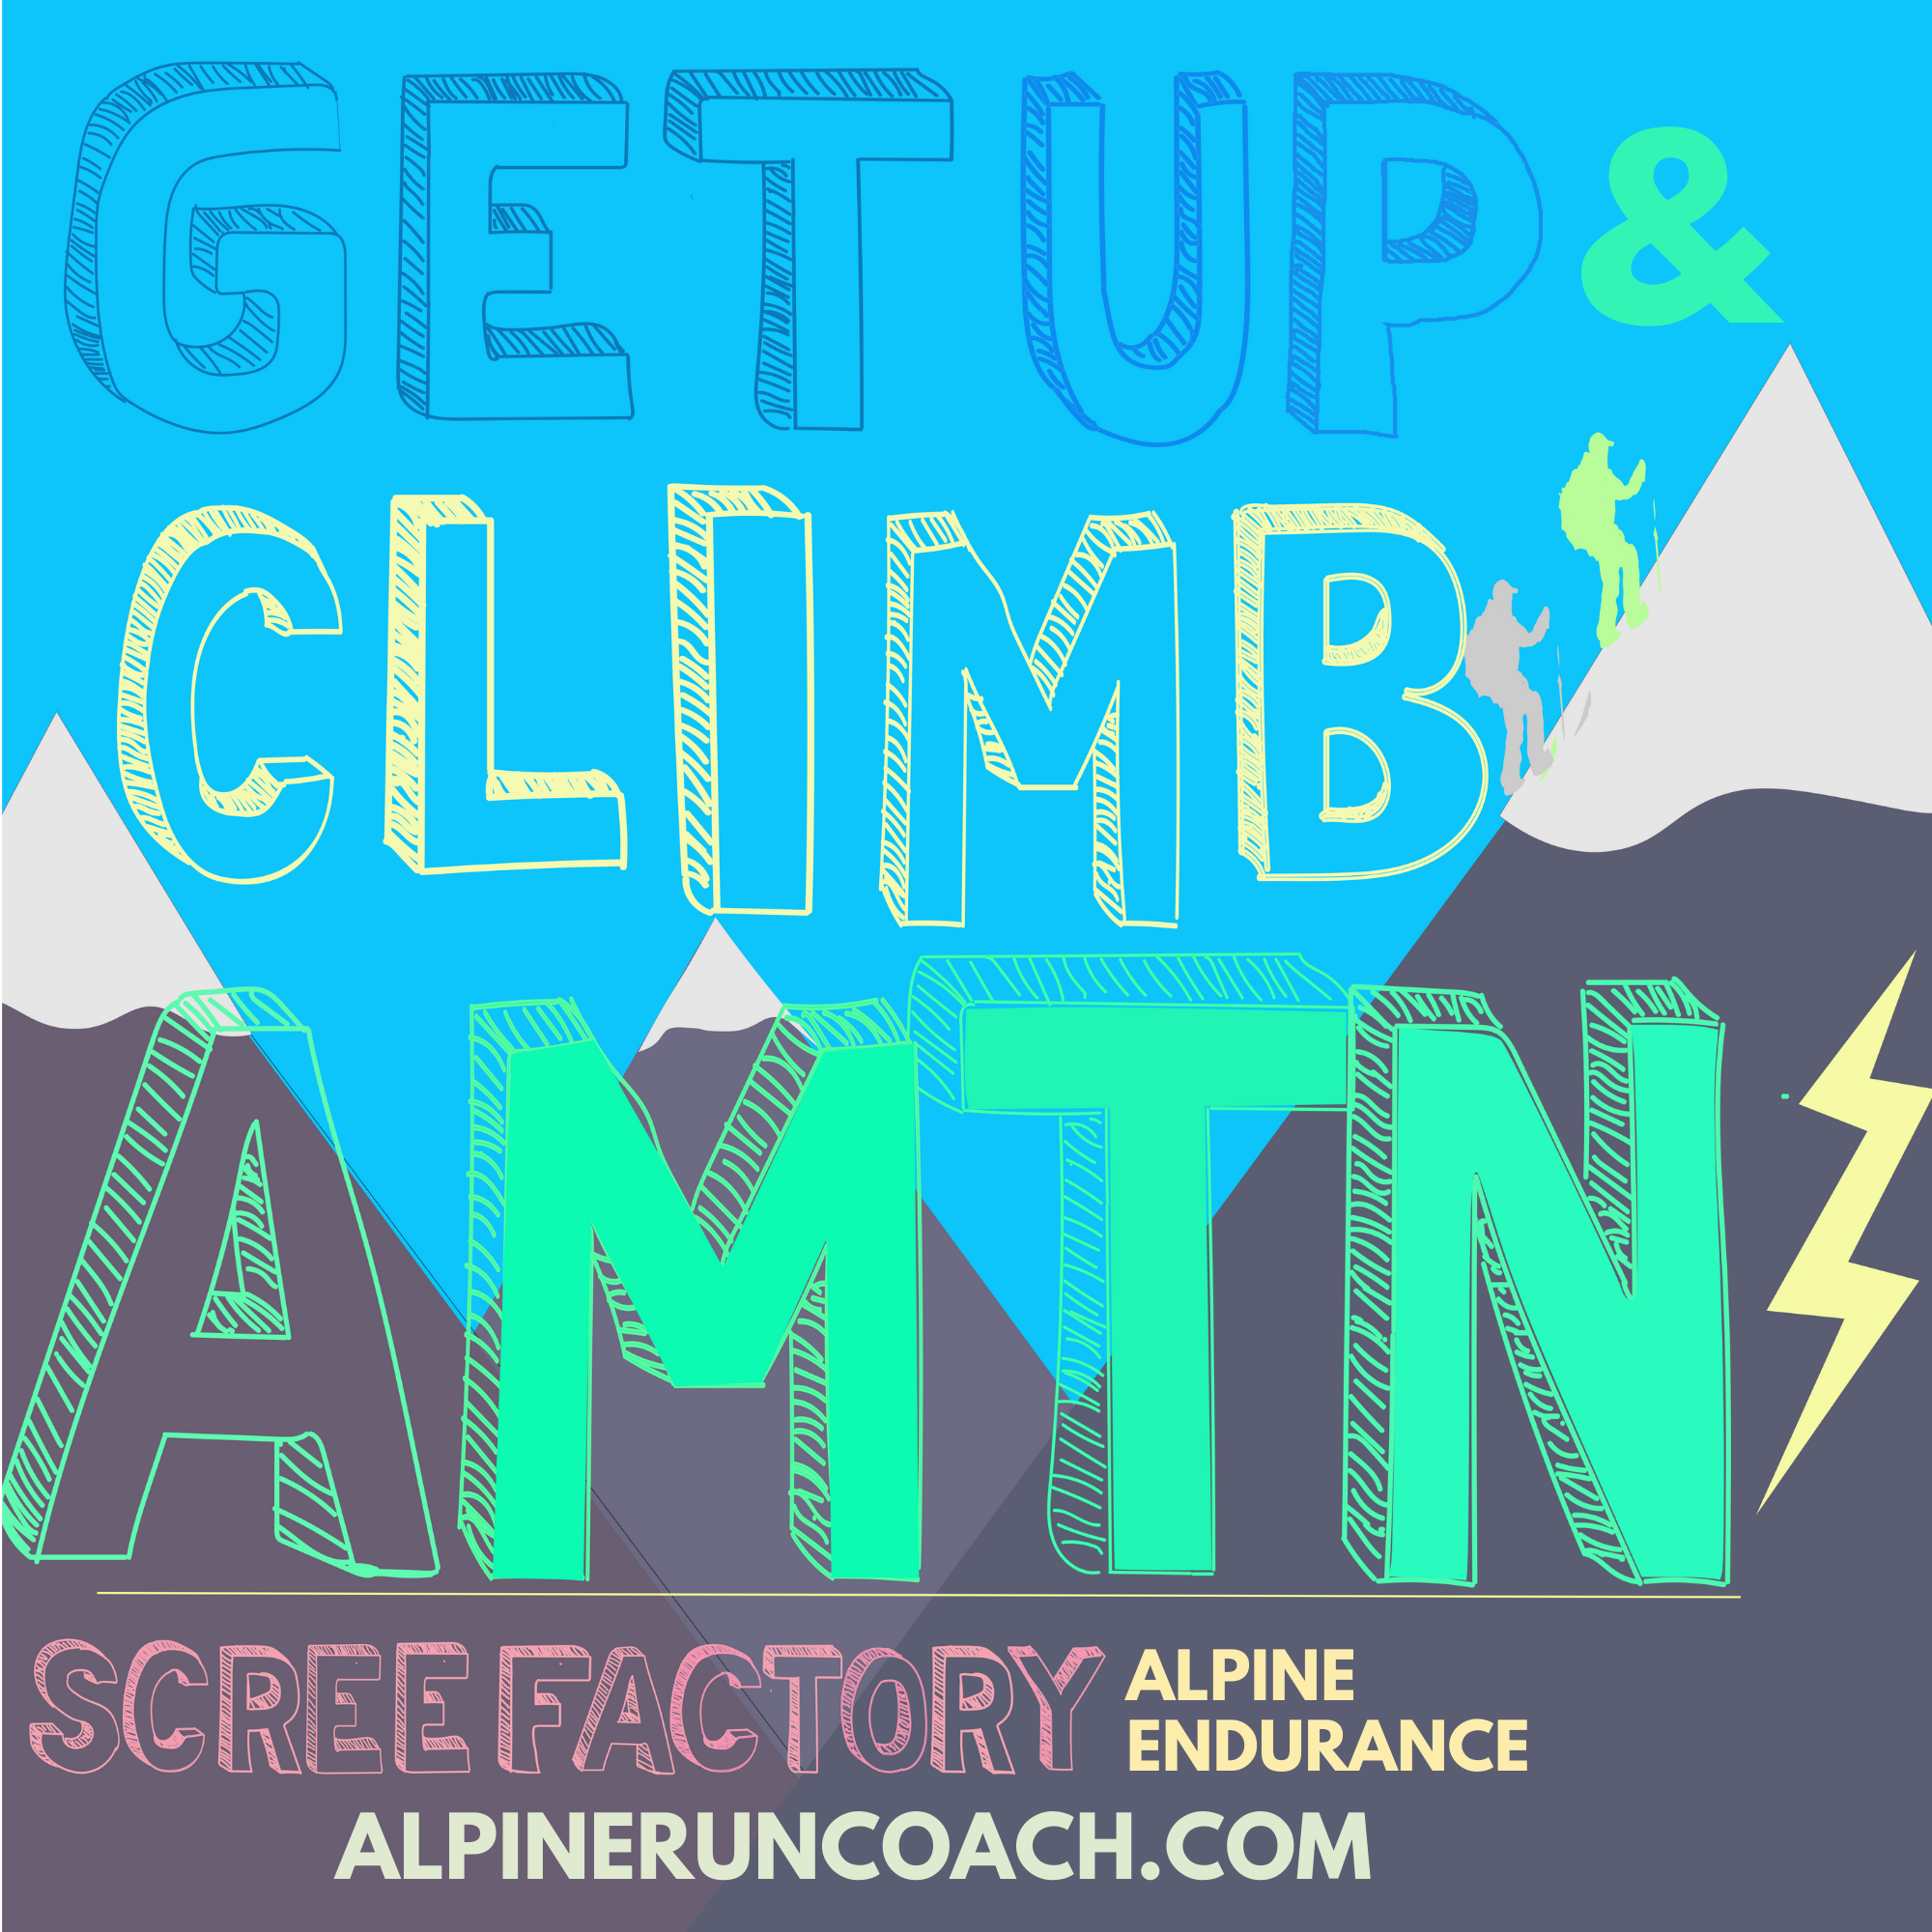 GET UP &
CLIMB
A MTN
SCREE FACTORY
ALPINE
ENDURANCE
ALPINERUNCOACH.COM